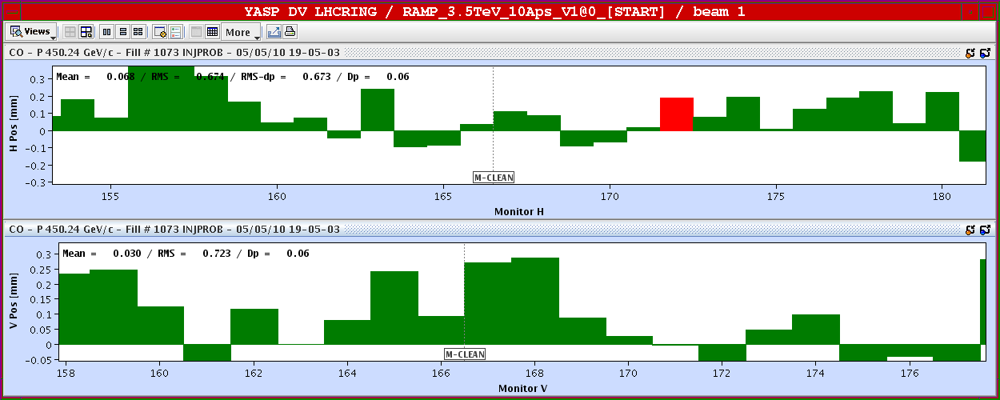 YASP DV LHCRING / RAMP_3.5TeV_10Aps_V1@0_[START] / beam 1
Views More
CO - P 450.24 GeV/c - Fill # 1073 INJPROB - 05/05/10 19-05-03
Mean = 0.068 / RMS = 0.674 / RMS-dp = 0.673 / Dp = 0.06
H Pos [mm]
0.3
0.2
0.1
0
-0.1
-0.2
-0.3
M-CLEAN
155 160 165 170 175 180
Monitor H
CO - P 450.24 GeV/c - Fill # 1073 INJPROB - 05/05/10 19-05-03
Mean = 0.030 / RMS = 0.723 / Dp = 0.06
V Pos [mm]
0.3
0.25
0.2
0.15
0.1
0.05
0
-0.05
M-CLEAN
158 160 162 164 166 168 170 172 174 176
Monitor V